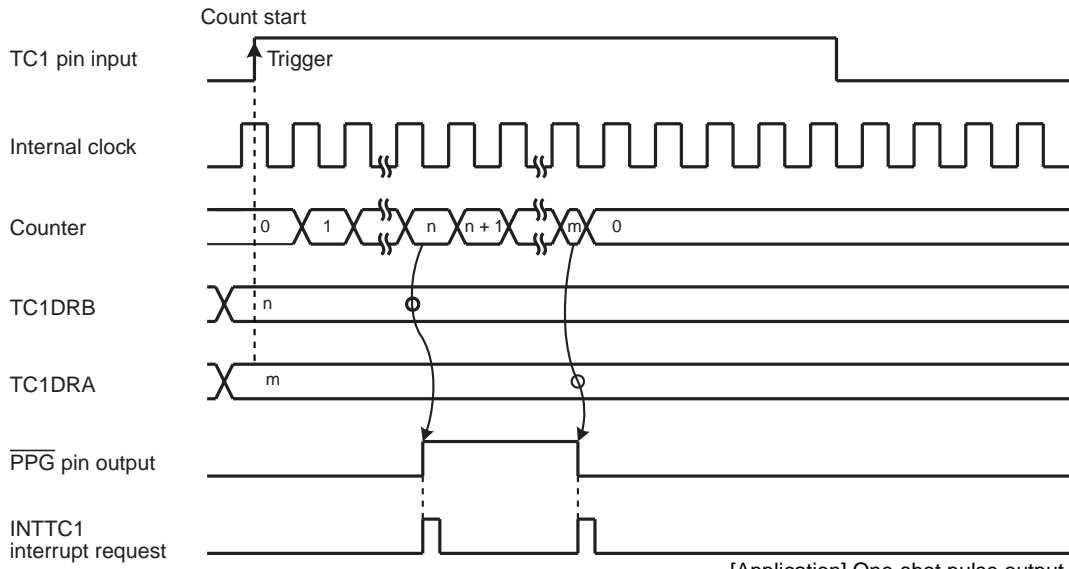 Count start
TC1 pin input
Trigger
Internal clock
Counter
0 1 n n + 1 m 0
TC1DRB
n
TC1DRA
m
PPG pin output
INTTC1
interrupt request
[Application] One-shot pulse output